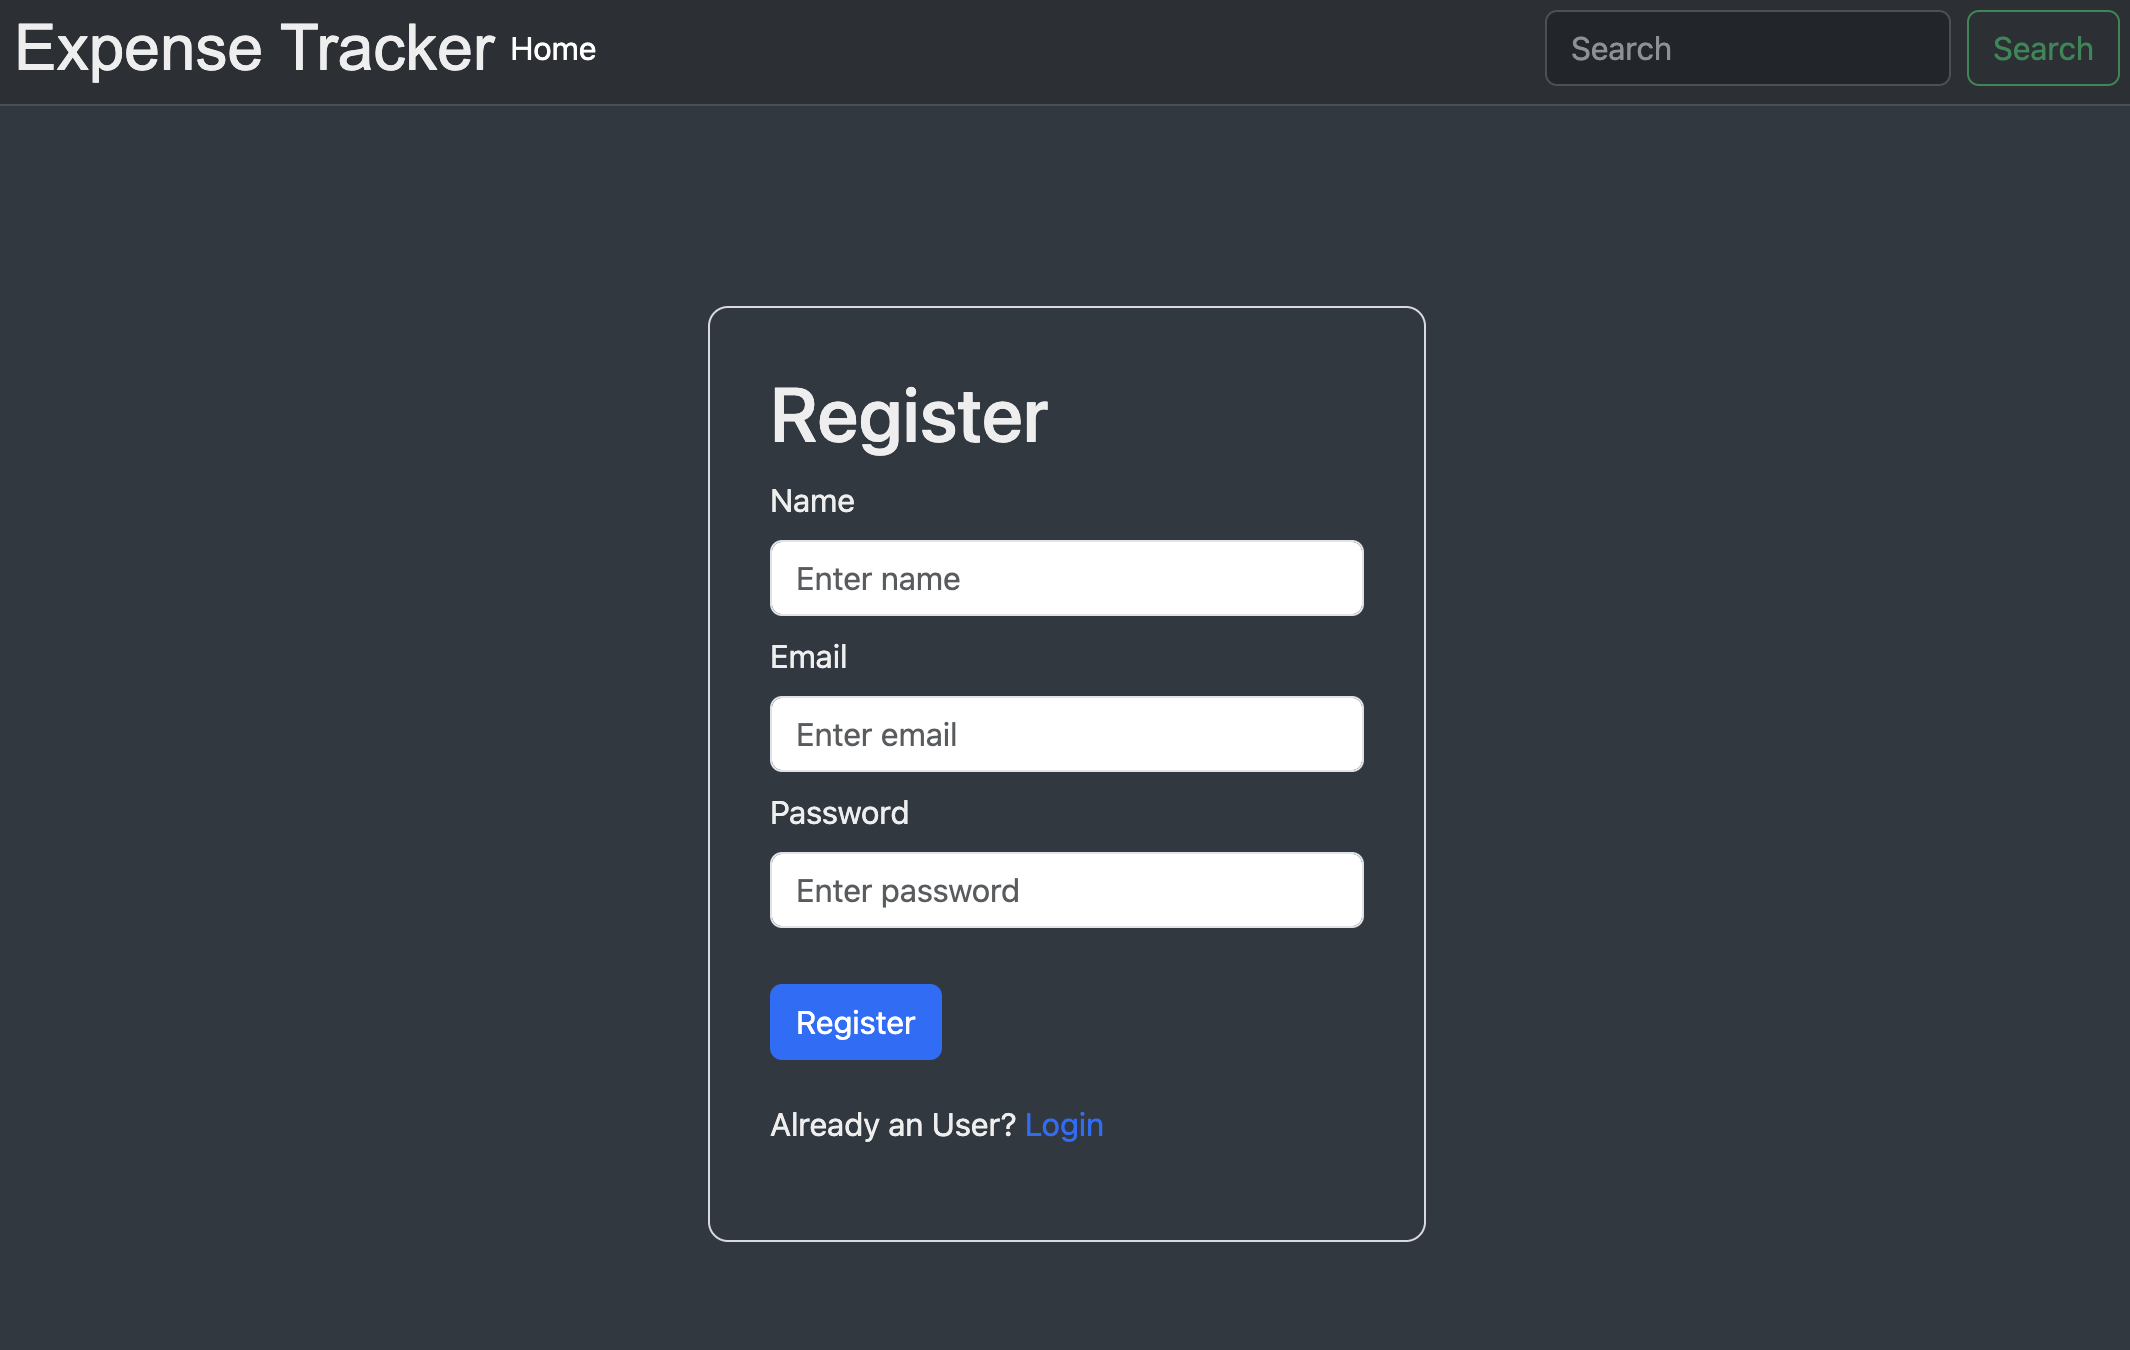 Expense Tracker Home Search Search
Register
Name
Enter name
Email
Enter email
Password
Enter password
Register
Already an User? Login